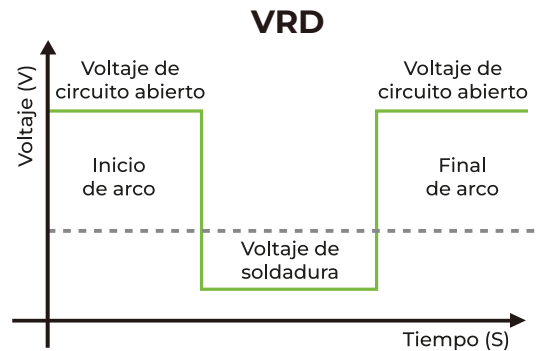 VRD
Voltaje (V)
Voltaje de
circuito abierto
Voltaje de
circuito abierto
Inicio
de arco
Final
de arco
Voltaje de
soldadura
Tiempo (S)